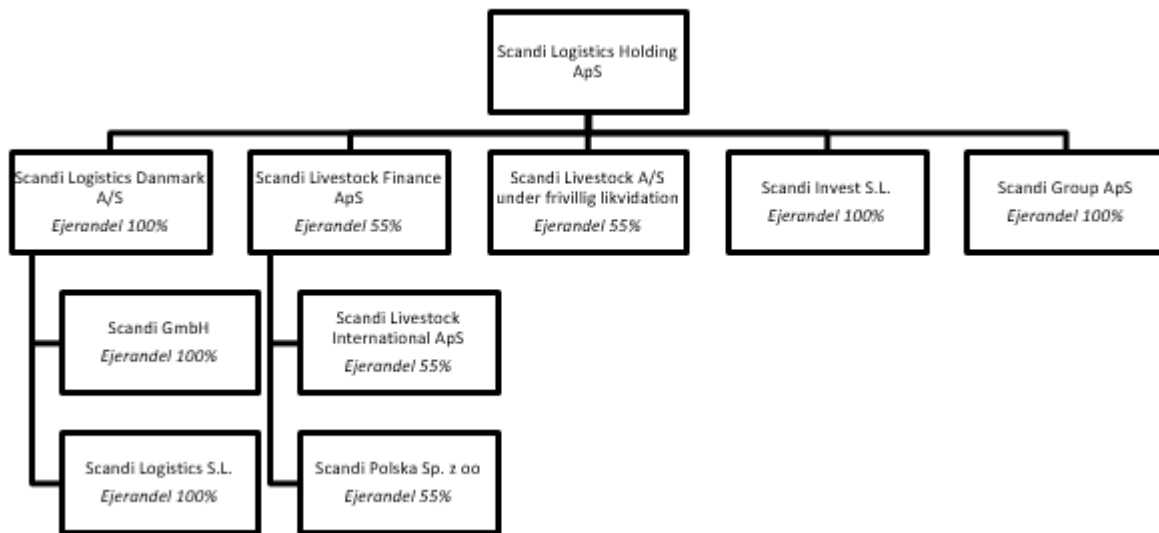 Scandi Logistics Holding
ApS
Scandi Logistics Danmark
A/S
Ejerandel 100%
Scandi Livestock Finance
ApS
Ejerandel 55%
Scandi Livestock A/S
under frivillig likvidation
Ejerandel 55%
Scandi Invest S.L.
Ejerandel 100%
Scandi Group ApS
Ejerandel 100%
Scandi GmbH
Ejerandel 100%
Scandi Livestock
International ApS
Ejerandel 55%
Scandi Logistics S.L.
Ejerandel 100%
Scandi Polska Sp. z oo
Ejerandel 55%